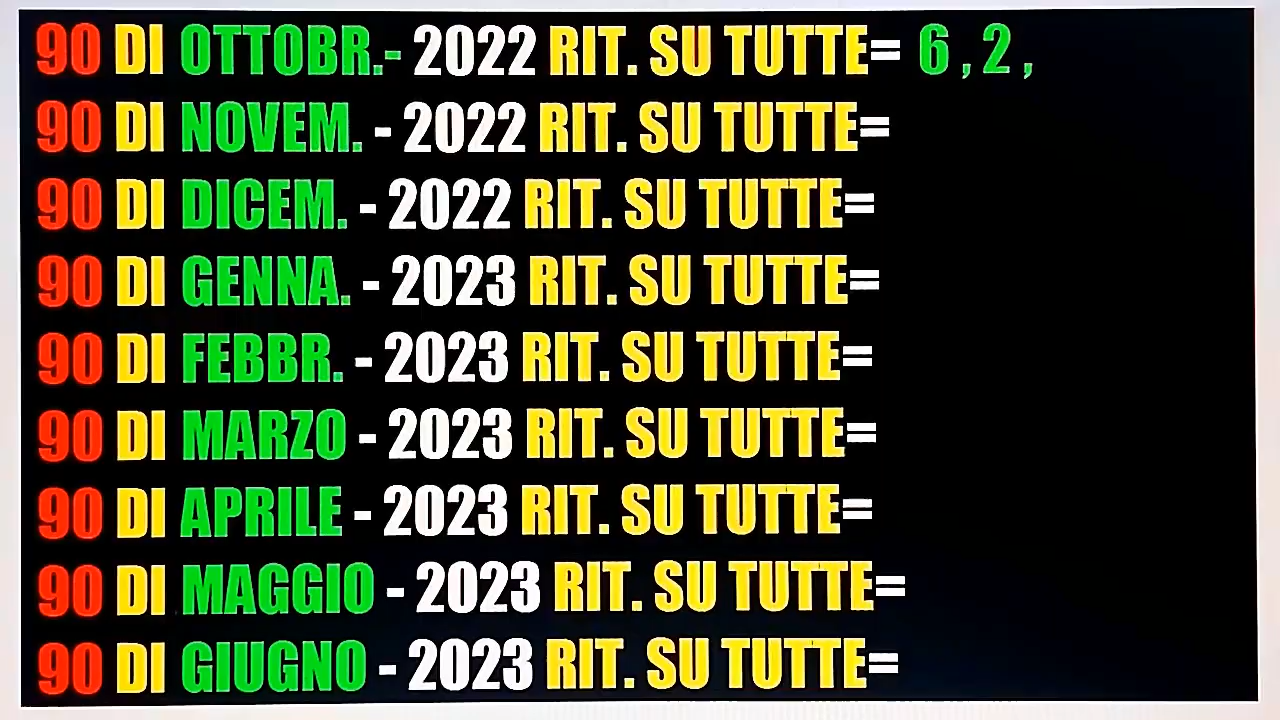 90 DI OTTOBR.- 2022 RIT. SU TUTTE= 6 , 2 ,
90 DI NOVEM. - 2022 RIT. SU TUTTE=
90 DI DICEM. - 2022 RIT. SU TUTTE=
90 DI GENNA. - 2023 RIT. SU TUTTE=
90 DI FEBBR. - 2023 RIT. SU TUTTE=
90 DI MARZO - 2023 RIT. SU TUTTE=
90 DI APRILE - 2023 RIT. SU TUTTE=
90 DI MAGGIO - 2023 RIT. SU TUTTE=
90 DI GIUGNO - 2023 RIT. SU TUTTE=